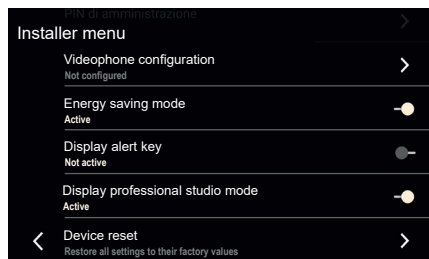 PIN di amministrazione
Installer menu
Videophone configuration
Not configured
Energy saving mode
Active
Display alert key
Not active
Display professional studio mode
Active
Device reset
Restore all settings to their factory values